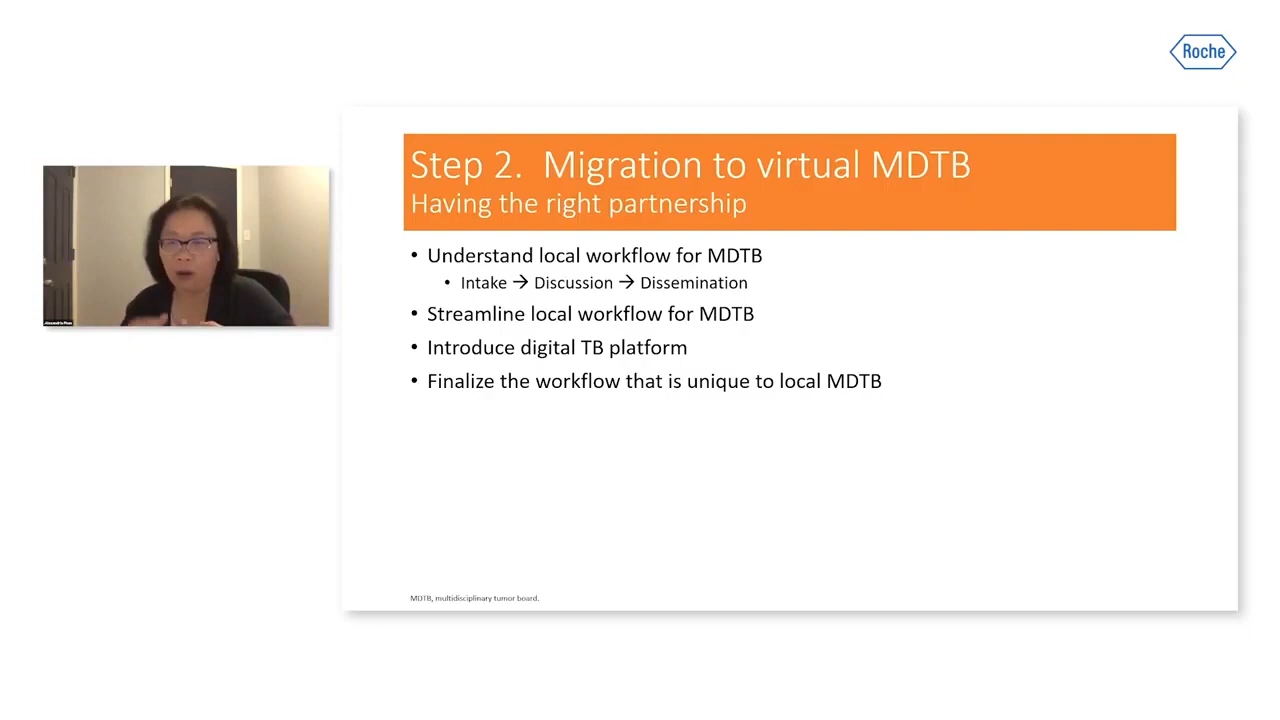 Roche
Step 2. Migration to virtual MDTB
Having the right partnership
• Understand local workflow for MDTB
• Intake → Discussion → Dissemination
• Streamline local workflow for MDTB
• Introduce digital TB platform
• Finalize the workflow that is unique to local MDTB
Alexandria Phan
MDTB, multidisciplinary tumor board.